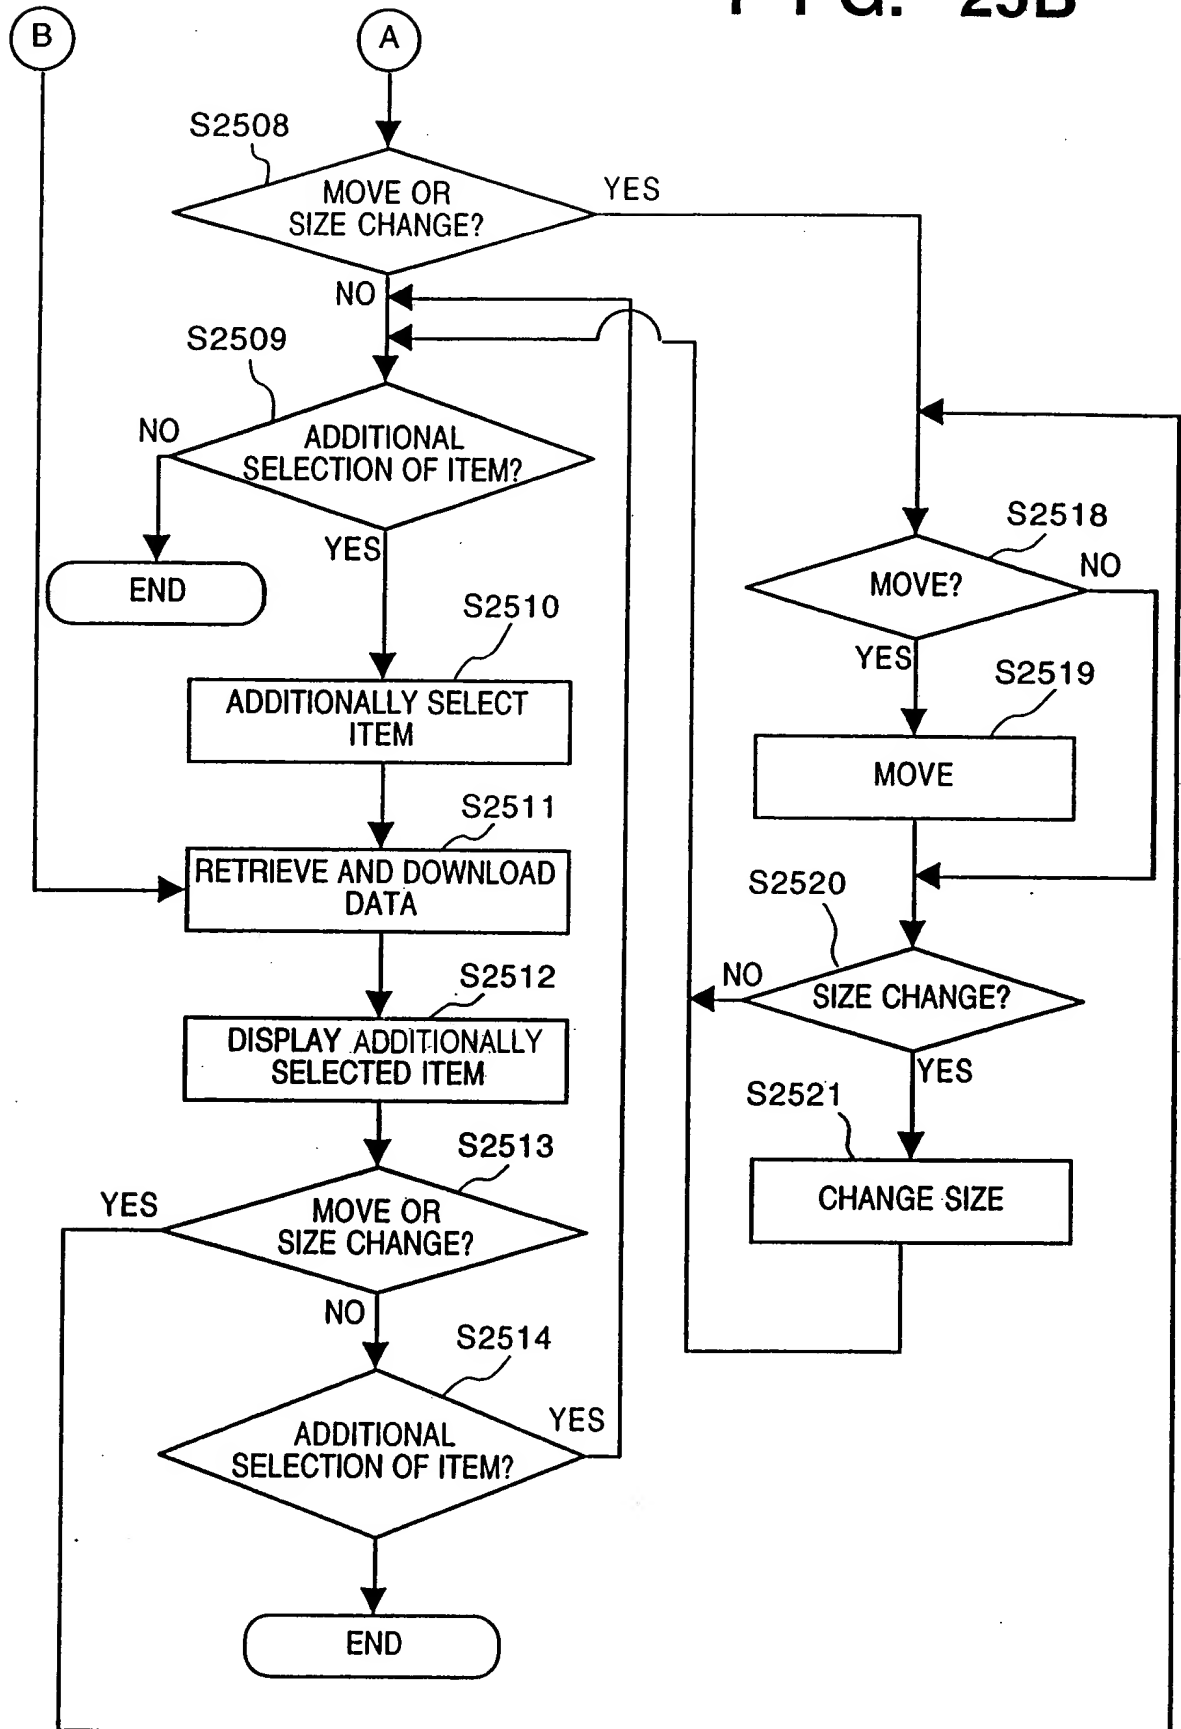 FIG. 25B
B
A
S2508
MOVE OR
SIZE CHANGE?
YES
NO
S2509
NO
ADDITIONAL
SELECTION OF ITEM?
YES
END
S2510
ADDITIONALLY SELECT
ITEM
S2511
RETRIEVE AND DOWNLOAD
DATA
S2512
DISPLAY ADDITIONALLY
SELECTED ITEM
S2513
YES
MOVE OR
SIZE CHANGE?
NO
S2514
YES
ADDITIONAL
SELECTION OF ITEM?
END
S2518
NO
MOVE?
YES
S2519
MOVE
S2520
NO
SIZE CHANGE?
YES
S2521
CHANGE SIZE